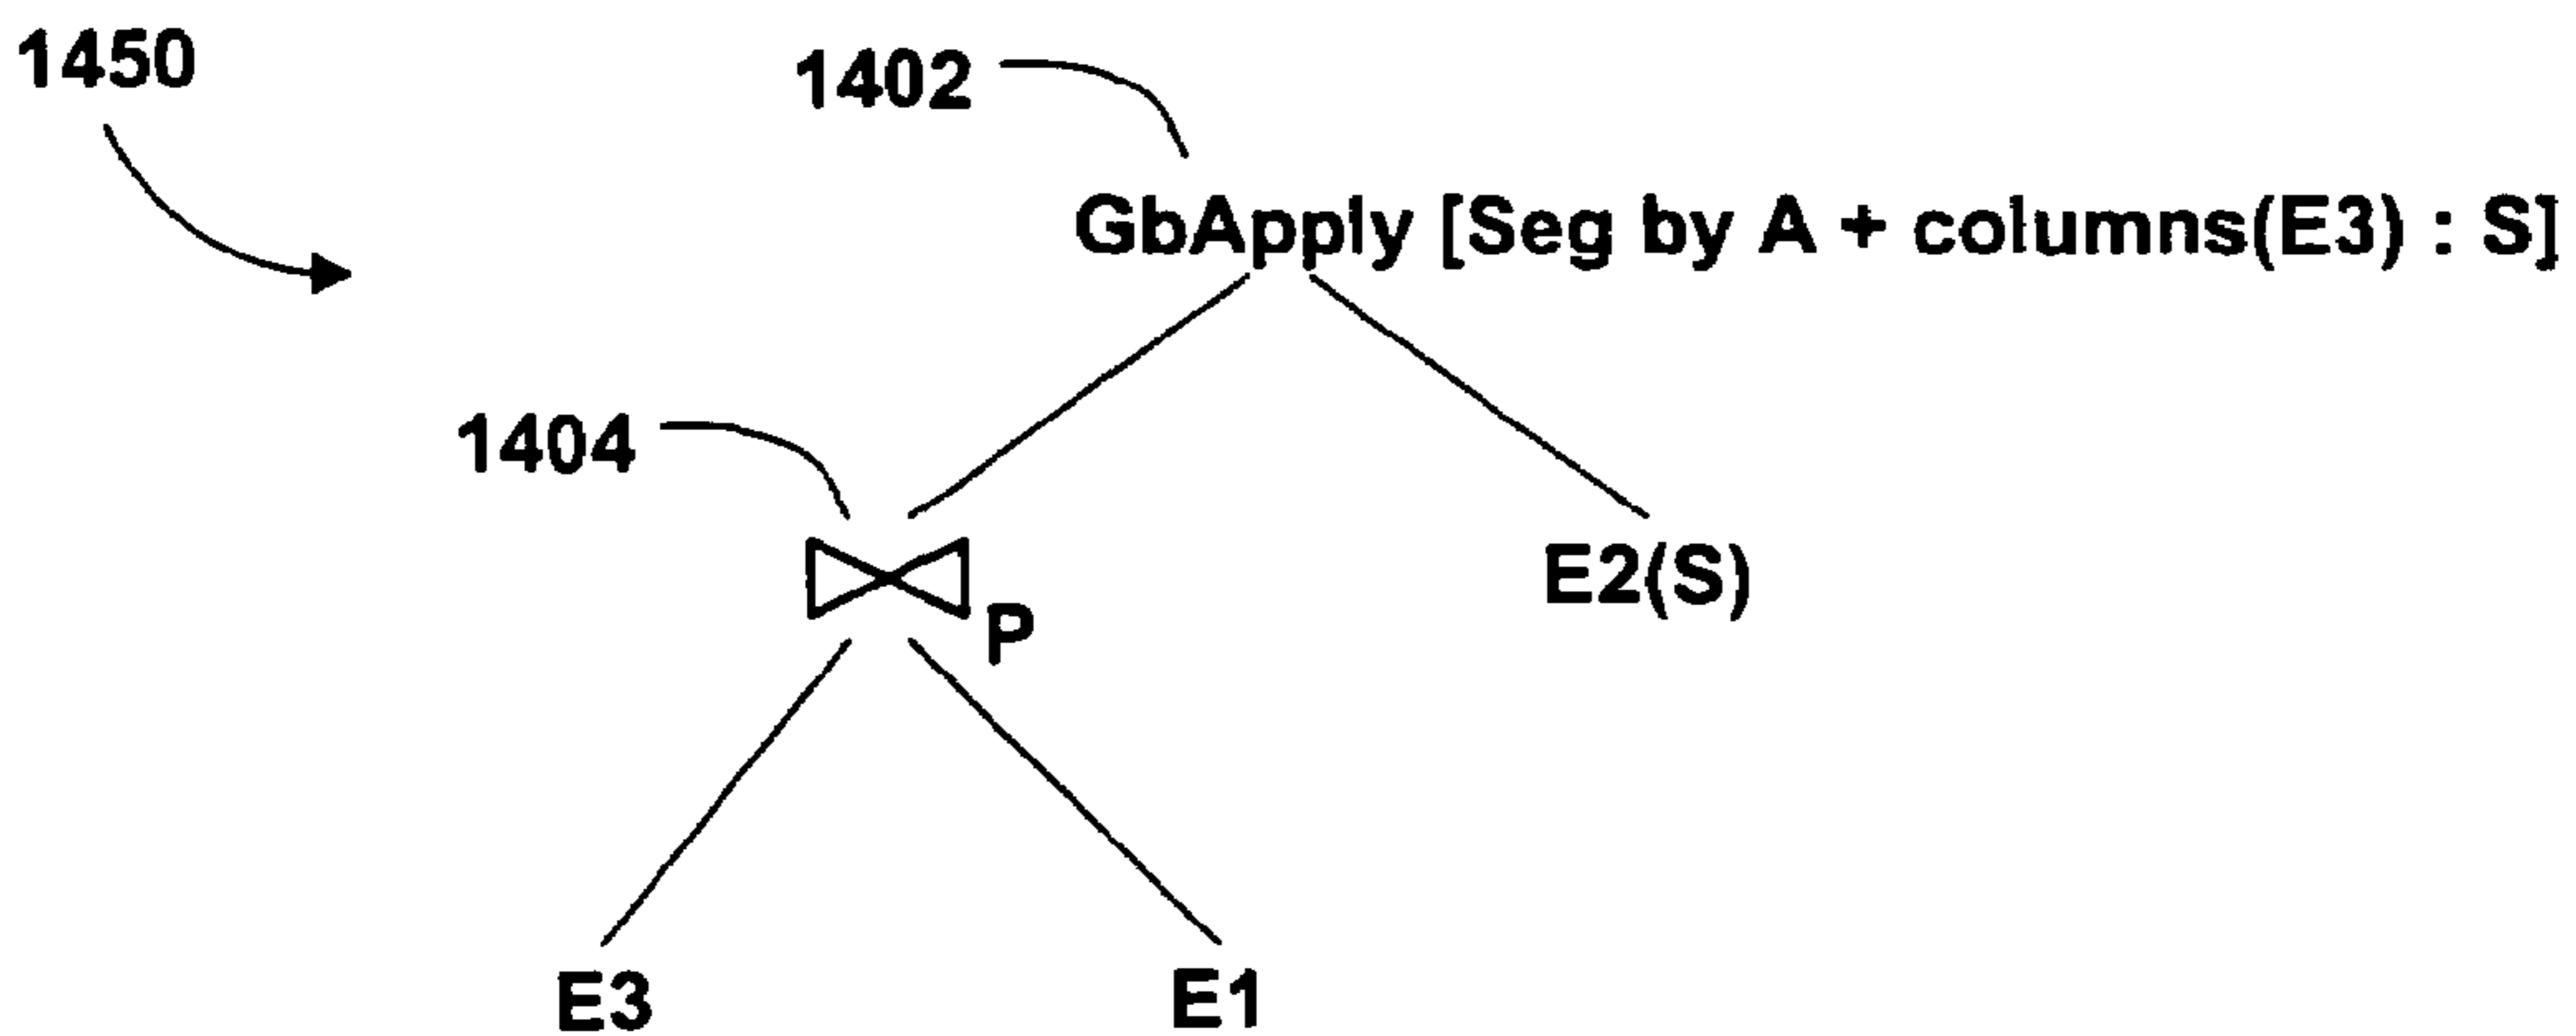 1450
1402
GbApply [Seg by A + columns(E3) : S]
1404
P
E2(S)
E3
E1